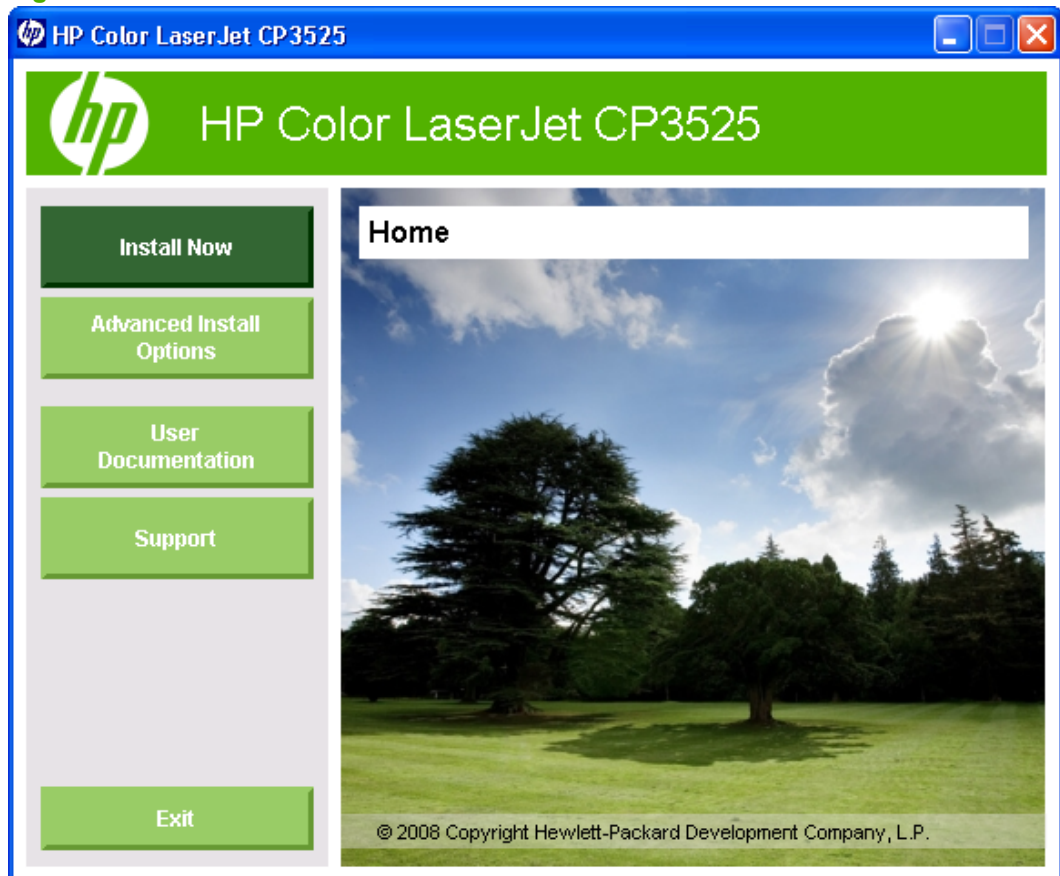 HP Color LaserJet CP3525
hp
HP Color LaserJet CP3525
Install Now
Advanced Install
Options
User
Documentation
Support
Exit
Home
© 2008 Copyright Hewlett-Packard Development Company, L.P.